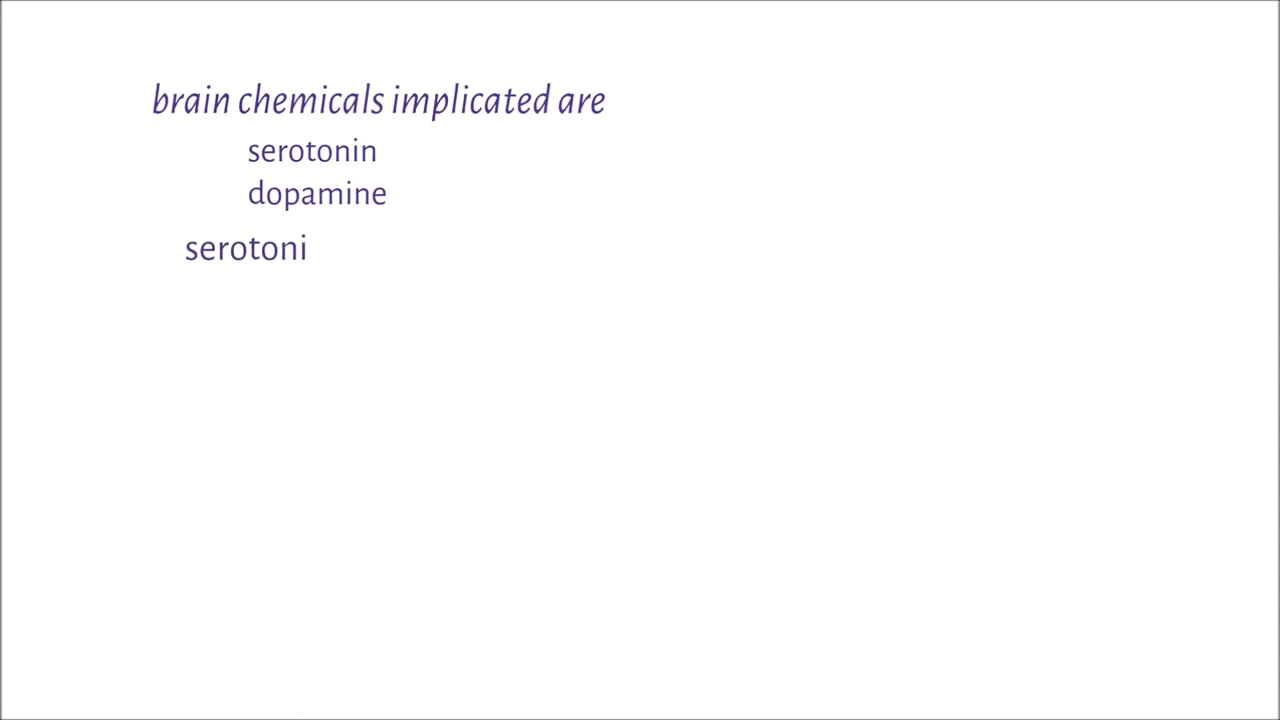 brain chemicals implicated are
serotonin
dopamine
serotoni